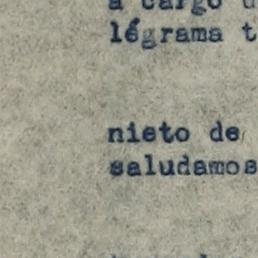 a cargo
légrama t
nieto de
saludamos